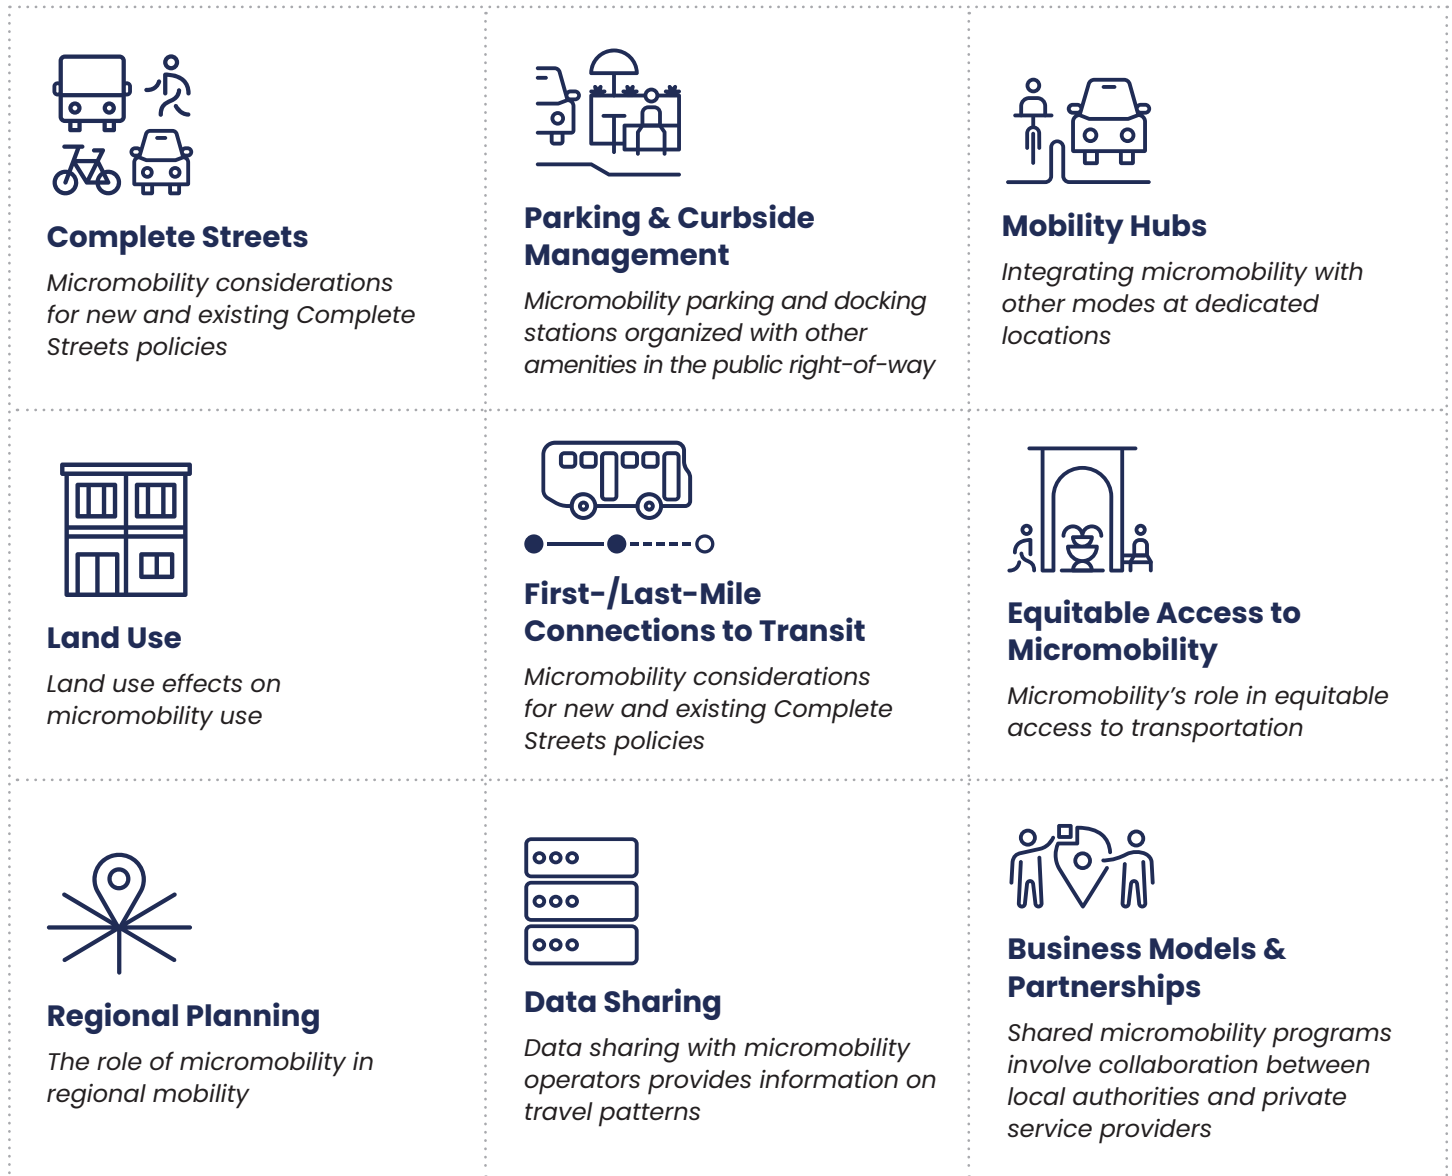 Complete Streets
Micromobility considerations
for new and existing Complete
Streets policies
Parking & Curbside
Management
Micromobility parking and docking
stations organized with other
amenities in the public right-of-way
Mobility Hubs
Integrating micromobility with
other modes at dedicated
locations
Land Use
Land use effects on
micromobility use
First-/Last-Mile
Connections to Transit
Micromobility considerations
for new and existing Complete
Streets policies
Equitable Access to
Micromobility
Micromobility’s role in equitable
access to transportation
Regional Planning
The role of micromobility in
regional mobility
Data Sharing
Data sharing with micromobility
operators provides information on
travel patterns
Business Models &
Partnerships
Shared micromobility programs
involve collaboration between
local authorities and private
service providers